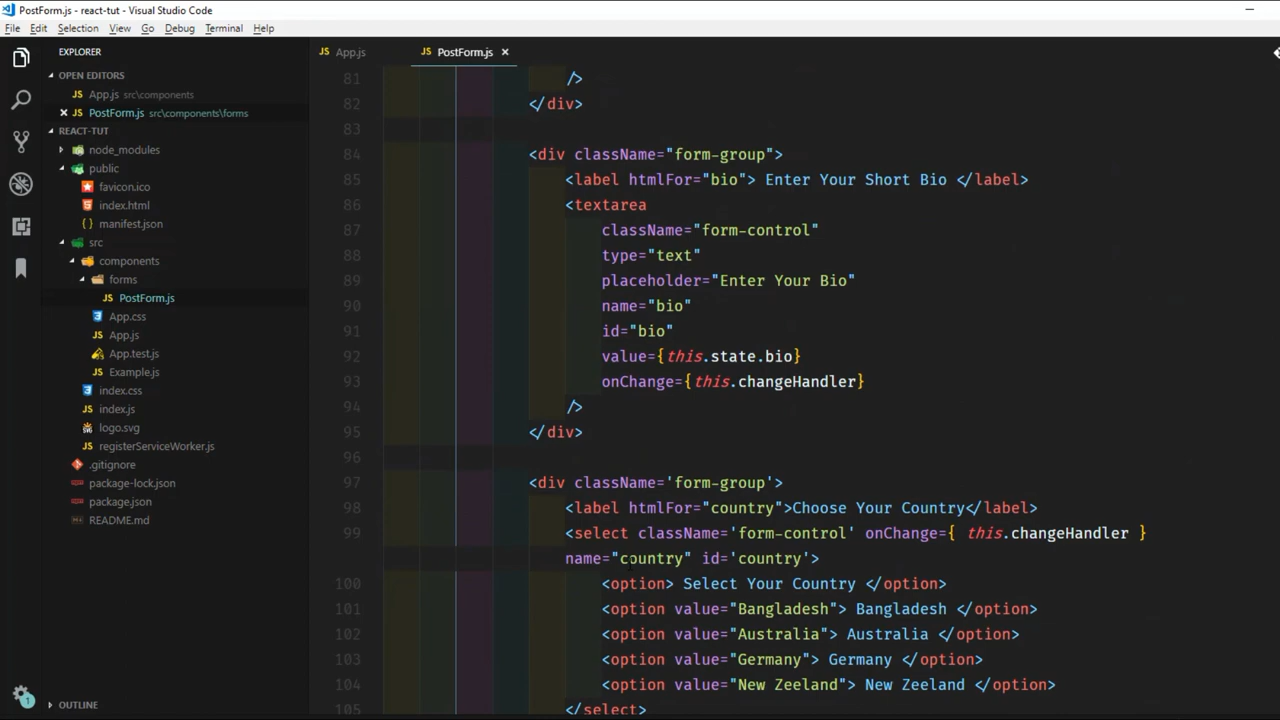 PostForm.js - react-tut - Visual Studio Code
File Edit Selection View Go Debug Terminal Help
EXPLORER
OPEN EDITORS
JS App.js src\components
JS PostForm.js src\components\forms
REACT-TUT
node_modules
public
favicon.ico
index.html
{} manifest.json
src
components
forms
JS PostForm.js
App.css
JS App.js
App.test.js
JS Example.js
index.css
JS index.js
logo.svg
JS registerServiceWorker.js
.gitignore
package-lock.json
package.json
README.md
OUTLINE
1
JS App.js
JS PostForm.js
81 />
82 </div>
83
84 <div className="form-group">
85 <label htmlFor="bio"> Enter Your Short Bio </label>
86 <textarea
87 className="form-control"
88 type="text"
89 placeholder="Enter Your Bio"
90 name="bio"
91 id="bio"
92 value={this.state.bio}
93 onChange={this.changeHandler}
94 />
95 </div>
96
97 <div className='form-group'>
98 <label htmlFor="country">Choose Your Country</label>
99 <select className='form-control' onChange={ this.changeHandler }
name="country" id='country'>
100 <option> Select Your Country </option>
101 <option value="Bangladesh"> Bangladesh </option>
102 <option value="Australia"> Australia </option>
103 <option value="Germany"> Germany </option>
104 <option value="New Zeeland"> New Zeeland </option>
105 </select>